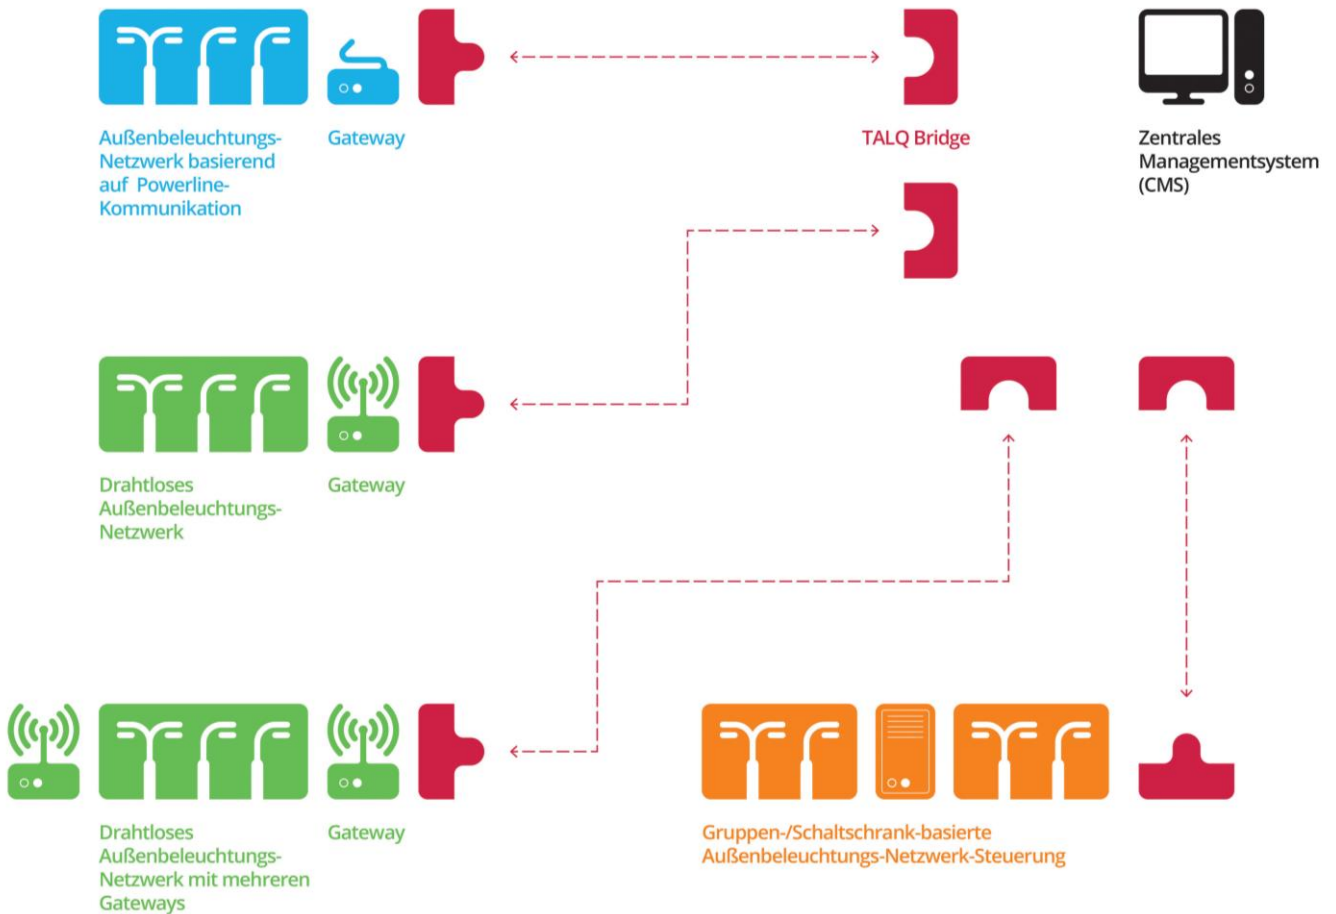 Außenbeleuchtungs-
Netzwerk basierend
auf Powerline-
Kommunikation
Gateway
TALQ Bridge
Zentrales
Managementsystem
(CMS)
Drahtloses
Außenbeleuchtungs-
Netzwerk
Gateway
Drahtloses
Außenbeleuchtungs-
Netzwerk mit mehreren
Gateways
Gateway
Gruppen-/Schaltschrank-basierte
Außenbeleuchtungs-Netzwerk-Steuerung